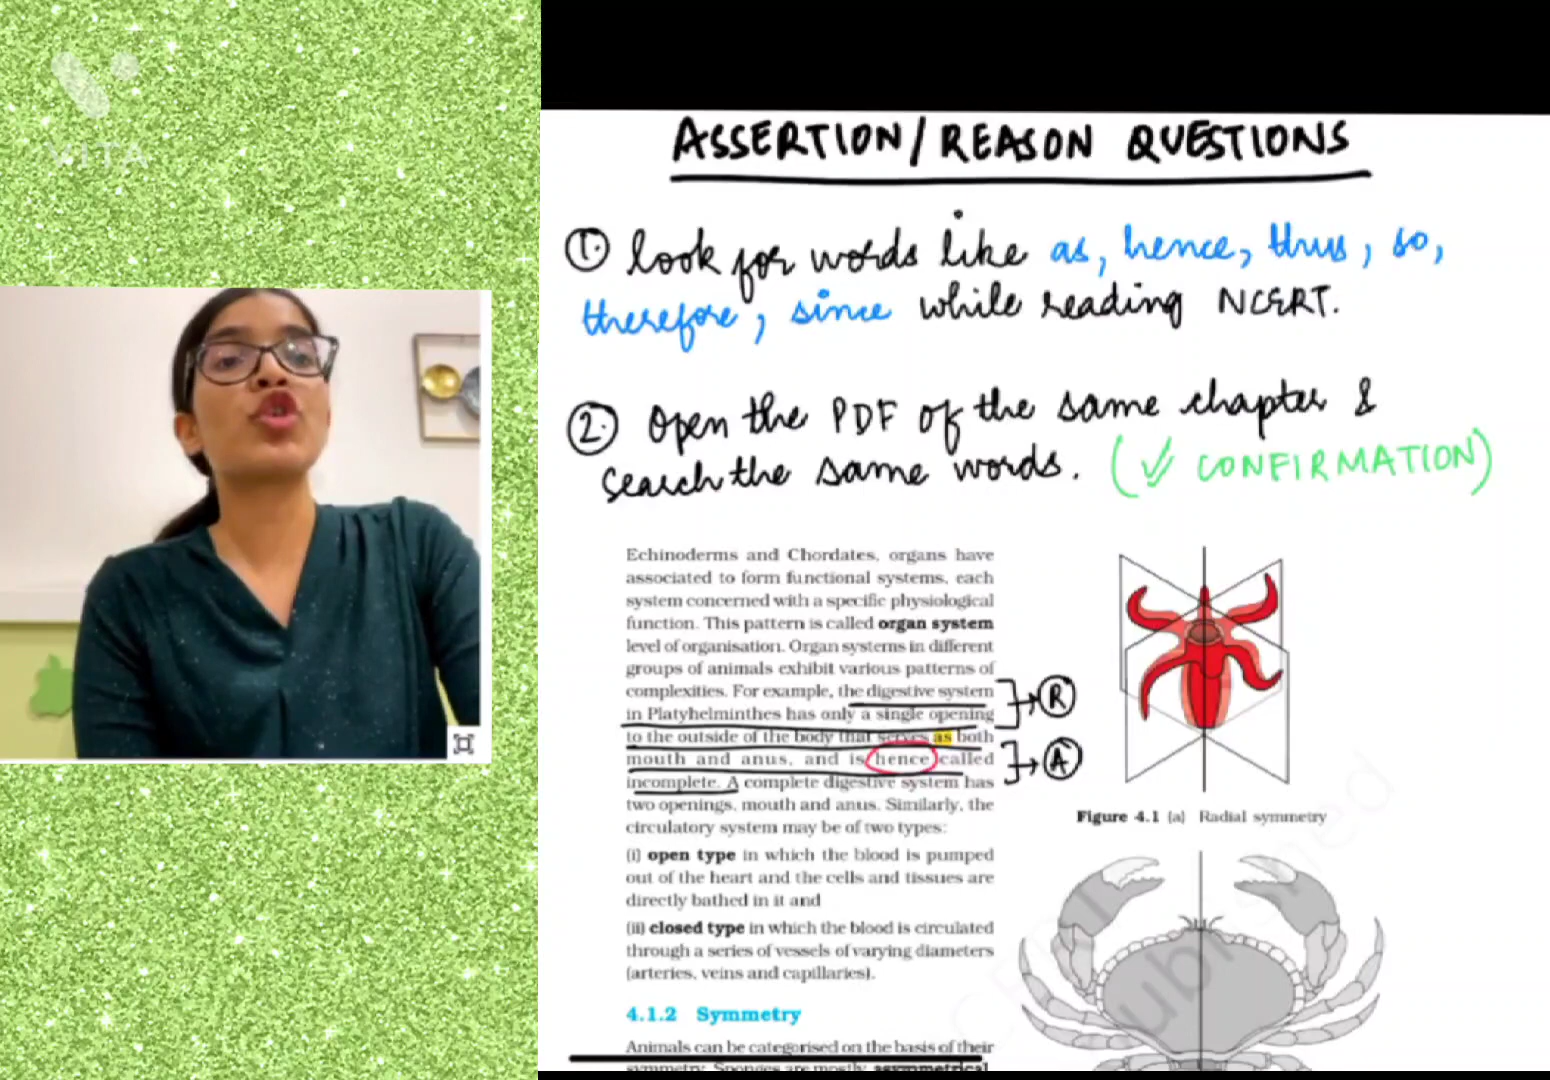 VITA
ASSERTION/REASON QUESTIONS
1. look for words like as, hence, thus, so,
therefore, since while reading NCERT.
2. Open the PDF of the same chapter &
search the same words. (✓ CONFIRMATION)
Echinoderms and Chordates, organs have
associated to form functional systems, each
system concerned with a specific physiological
function. This pattern is called organ system
level of organisation. Organ systems in different
groups of animals exhibit various patterns of
complexities. For example, the digestive system
in Platyhelminthes has only a single opening
to the outside of the body that serves as both
mouth and anus, and is hence called
incomplete. A complete digestive system has
two openings, mouth and anus. Similarly, the
circulatory system may be of two types:
(i) open type in which the blood is pumped
out of the heart and the cells and tissues are
directly bathed in it and
(ii) closed type in which the blood is circulated
through a series of vessels of varying diameters
(arteries, veins and capillaries).
4.1.2 Symmetry
Animals can be categorised on the basis of their
symmetry. Sponges are mostly asymmetrical,
R
A
Figure 4.1 (a) Radial symmetry